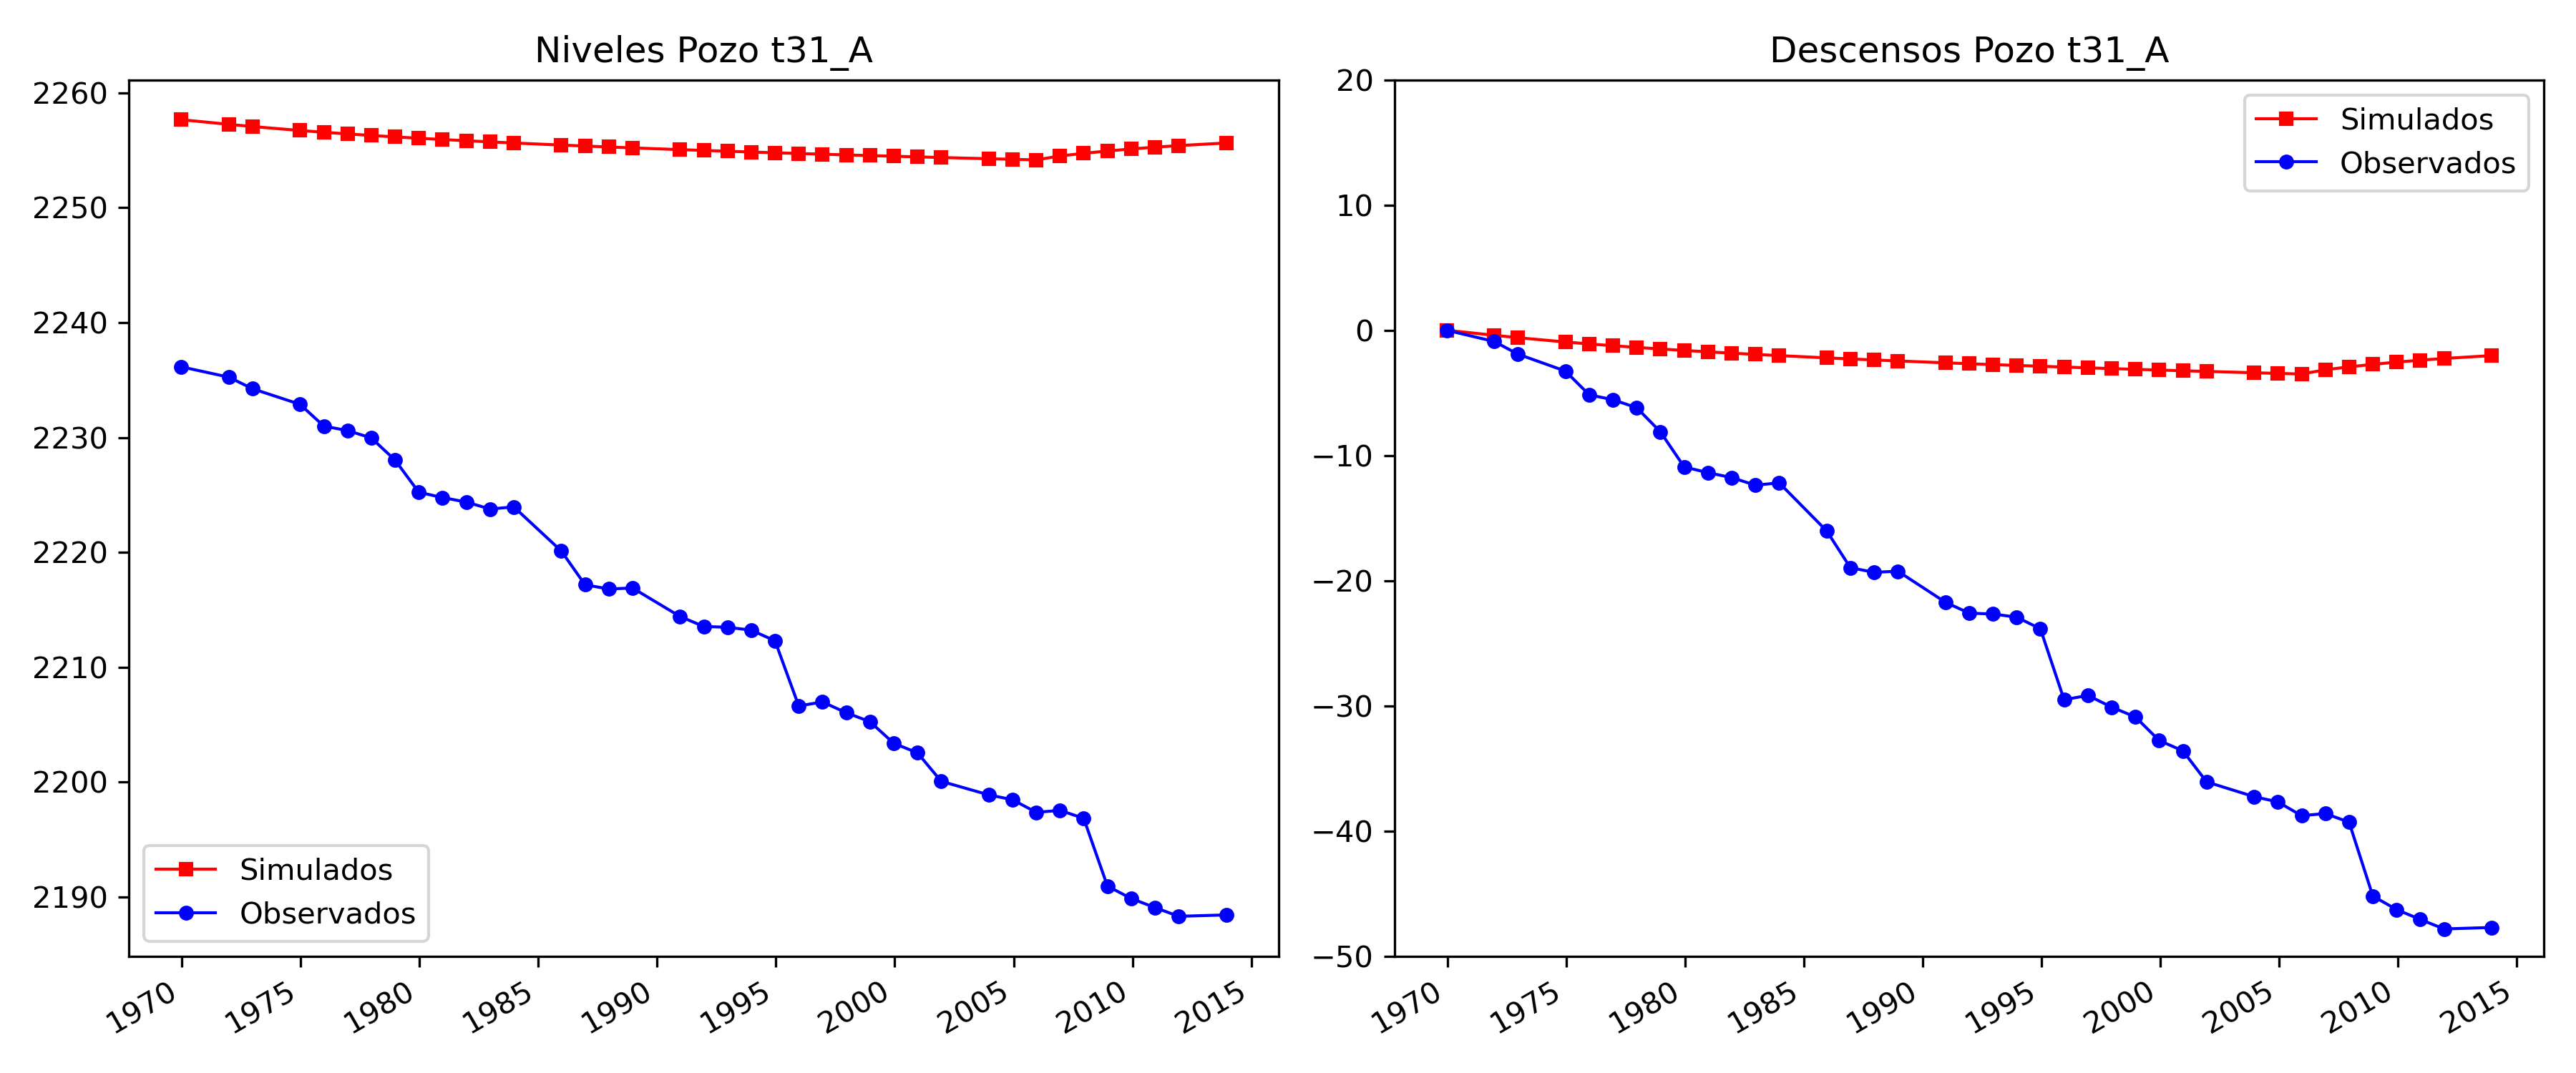 Niveles Pozo t31_A
2260
2250
2240
2230
2220
2210
2200
2190
Simulados
Observados
1970 1975 1980 1985 1990 1995 2000 2005 2010 2015
Descensos Pozo t31_A
20
10
0
−10
−20
−30
−40
−50
Simulados
Observados
1970 1975 1980 1985 1990 1995 2000 2005 2010 2015